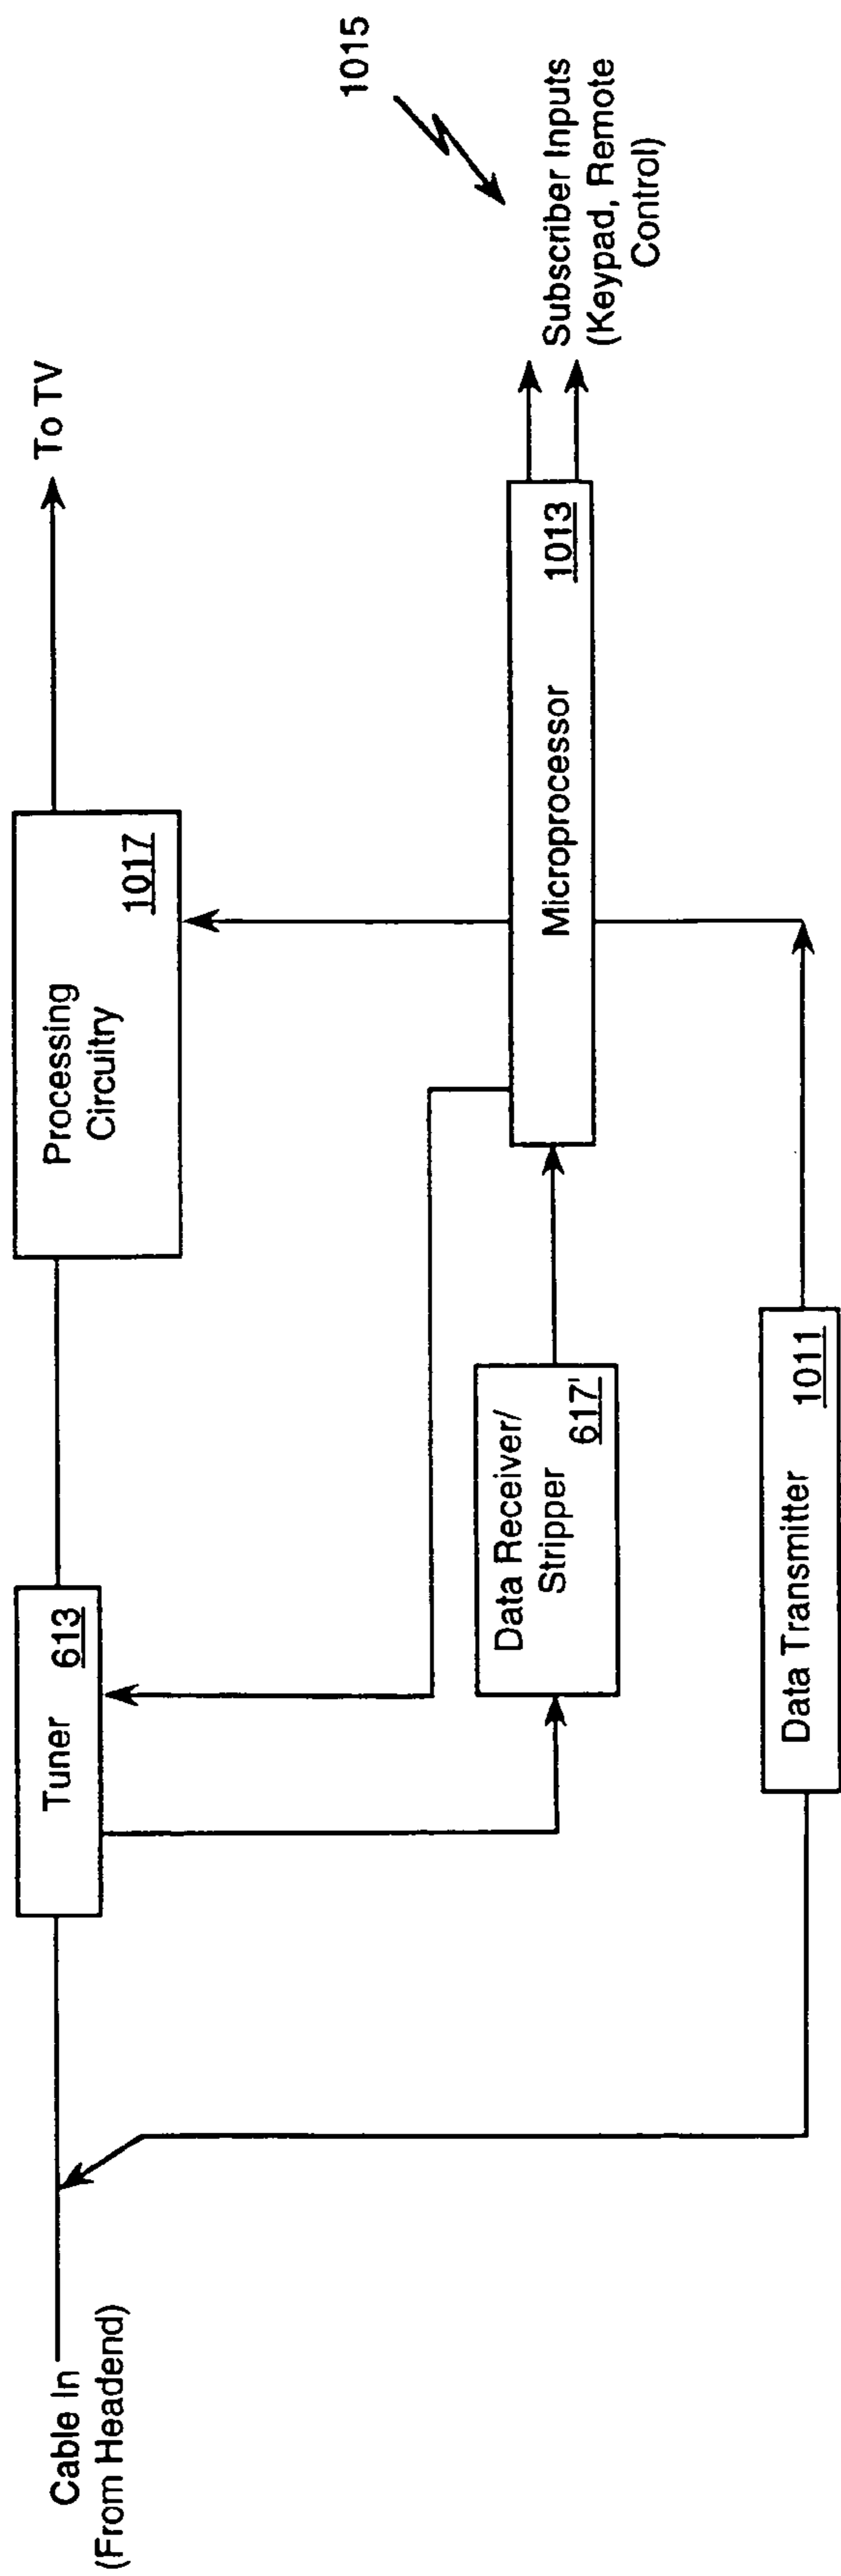 Cable In
(From Headend)
Tuner
613
Processing
Circuitry
1017
To TV
Data Receiver/
Stripper
617'
Microprocessor
1013
Subscriber Inputs
(Keypad, Remote
Control)
1015
Data Transmitter
1011